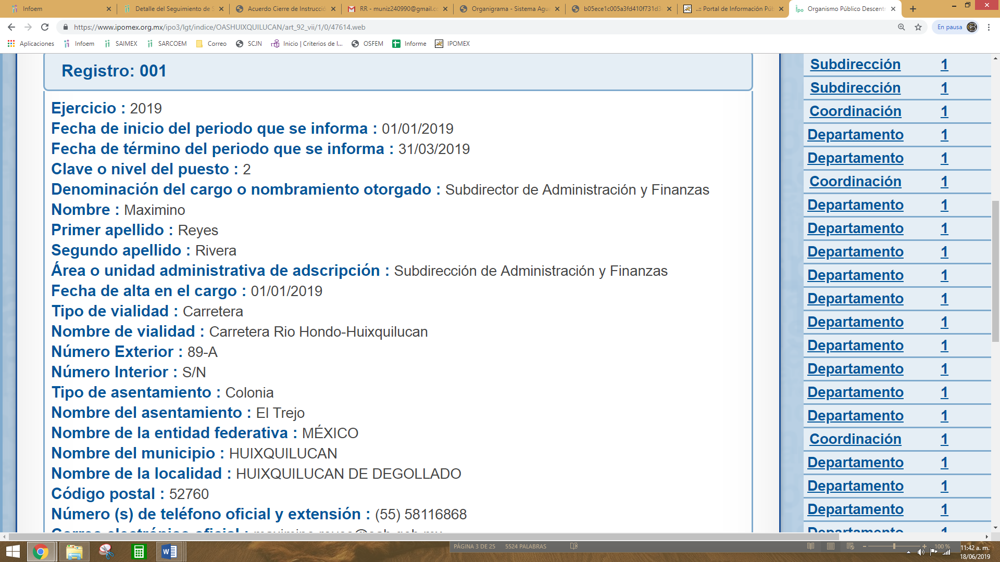 Infoem
Detalle del Seguimiento de S
Acuerdo Cierre de Instrucció
RR - muniz240990@gmail.co
Organigrama - Sistema Agua
b05ece1c005a3fd410f731d3
..:: Portal de Información Púb
Organismo Público Descent
https://www.ipomex.org.mx/ipo3/lgt/indice/OASHUIXQUILUCAN/art_92_vii/1/0/47614.web
En pausa
Aplicaciones
Infoem
SAIMEX
SARCOEM
Correo
SCJN
Inicio | Criterios de I...
OSFEM
Informe
IPOMEX
Registro: 001
Ejercicio : 2019
Fecha de inicio del periodo que se informa : 01/01/2019
Fecha de término del periodo que se informa : 31/03/2019
Clave o nivel del puesto : 2
Denominación del cargo o nombramiento otorgado : Subdirector de Administración y Finanzas
Nombre : Maximino
Primer apellido : Reyes
Segundo apellido : Rivera
Área o unidad administrativa de adscripción : Subdirección de Administración y Finanzas
Fecha de alta en el cargo : 01/01/2019
Tipo de vialidad : Carretera
Nombre de vialidad : Carretera Rio Hondo-Huixquilucan
Número Exterior : 89-A
Número Interior : S/N
Tipo de asentamiento : Colonia
Nombre del asentamiento : El Trejo
Nombre de la entidad federativa : MÉXICO
Nombre del municipio : HUIXQUILUCAN
Nombre de la localidad : HUIXQUILUCAN DE DEGOLLADO
Código postal : 52760
Número (s) de teléfono oficial y extensión : (55) 58116868
Correo electrónico oficial :
Subdirección 1
Subdirección 1
Coordinación 1
Departamento 1
Departamento 1
Coordinación 1
Departamento 1
Departamento 1
Departamento 1
Departamento 1
Departamento 1
Departamento 1
Departamento 1
Departamento 1
Departamento 1
Departamento 1
Coordinación 1
Departamento 1
Departamento 1
Departamento 1
Departamento 1
PÁGINA 3 DE 25
5524 PALABRAS
100 %
11:42 a. m.
18/06/2019